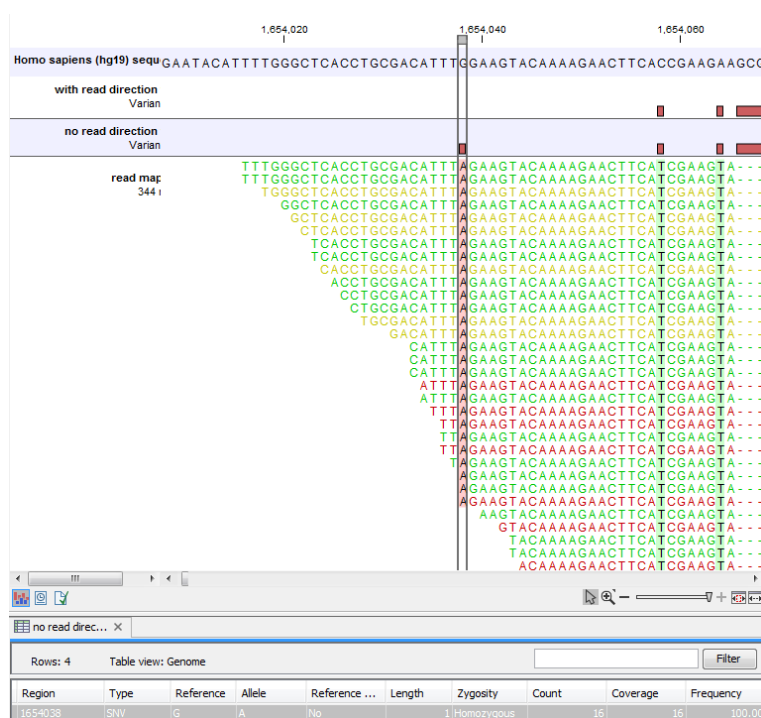 1,654,020 1,654,040 1,654,060
Homo sapiens (hg19) sequ GAATACATTTTGGGCTCACCTGCGACATTTGGAAGTACAAAAGAACTTCACCGAAGAAGCC
with read direction
Varian
no read direction
Varian
TTTGGGCTCACCTGCGACATTTAGAAGTACAAAAGAACTTCATCGAAGTA---
read map TTTGGGCTCACCTGCGACATTTAGAAGTACAAAAGAACTTCATCGAAGTA---
344 TGGGCTCACCTGCGACATTTAGAAGTACAAAAGAACTTCATCGAAGTA---
GGCTCACCTGCGACATTTAGAAGTACAAAAGAACTTCATCGAAGTA---
GCTCACCTGCGACATTTAGAAGTACAAAAGAACTTCATCGAAGTA---
CTCACCTGCGACATTTAGAAGTACAAAAGAACTTCATCGAAGTA---
TCACCTGCGACATTTAGAAGTACAAAAGAACTTCATCGAAGTA---
TCACCTGCGACATTTAGAAGTACAAAAGAACTTCATCGAAGTA---
CACCTGCGACATTTAGAAGTACAAAAGAACTTCATCGAAGTA---
ACCTGCGACATTTAGAAGTACAAAAGAACTTCATCGAAGTA---
CCTGCGACATTTAGAAGTACAAAAGAACTTCATCGAAGTA---
CTGCGACATTTAGAAGTACAAAAGAACTTCATCGAAGTA---
TGCGACATTTAGAAGTACAAAAGAACTTCATCGAAGTA---
GACATTTAGAAGTACAAAAGAACTTCATCGAAGTA---
CATTTAGAAGTACAAAAGAACTTCATCGAAGTA---
CATTTAGAAGTACAAAAGAACTTCATCGAAGTA---
CATTTAGAAGTACAAAAGAACTTCATCGAAGTA---
ATTTAGAAGTACAAAAGAACTTCATCGAAGTA---
ATTTAGAAGTACAAAAGAACTTCATCGAAGTA---
TTTAGAAGTACAAAAGAACTTCATCGAAGTA---
TTAGAAGTACAAAAGAACTTCATCGAAGTA---
TTAGAAGTACAAAAGAACTTCATCGAAGTA---
TTAGAAGTACAAAAGAACTTCATCGAAGTA---
TAGAAGTACAAAAGAACTTCATCGAAGTA---
AGAAGTACAAAAGAACTTCATCGAAGTA---
AGAAGTACAAAAGAACTTCATCGAAGTA---
AGAAGTACAAAAGAACTTCATCGAAGTA---
AAGTACAAAAGAACTTCATCGAAGTA---
GTACAAAAGAACTTCATCGAAGTA---
TACAAAAGAACTTCATCGAAGTA---
TACAAAAGAACTTCATCGAAGTA---
ACAAAAGAACTTCATCGAAGTA---
no read direc...
Rows: 4 Table view: Genome Filter
Region Type Reference Allele Reference ... Length Zygosity Count Coverage Frequency
1654038 SNV G A No 1 Homozygous 16 16 100.00